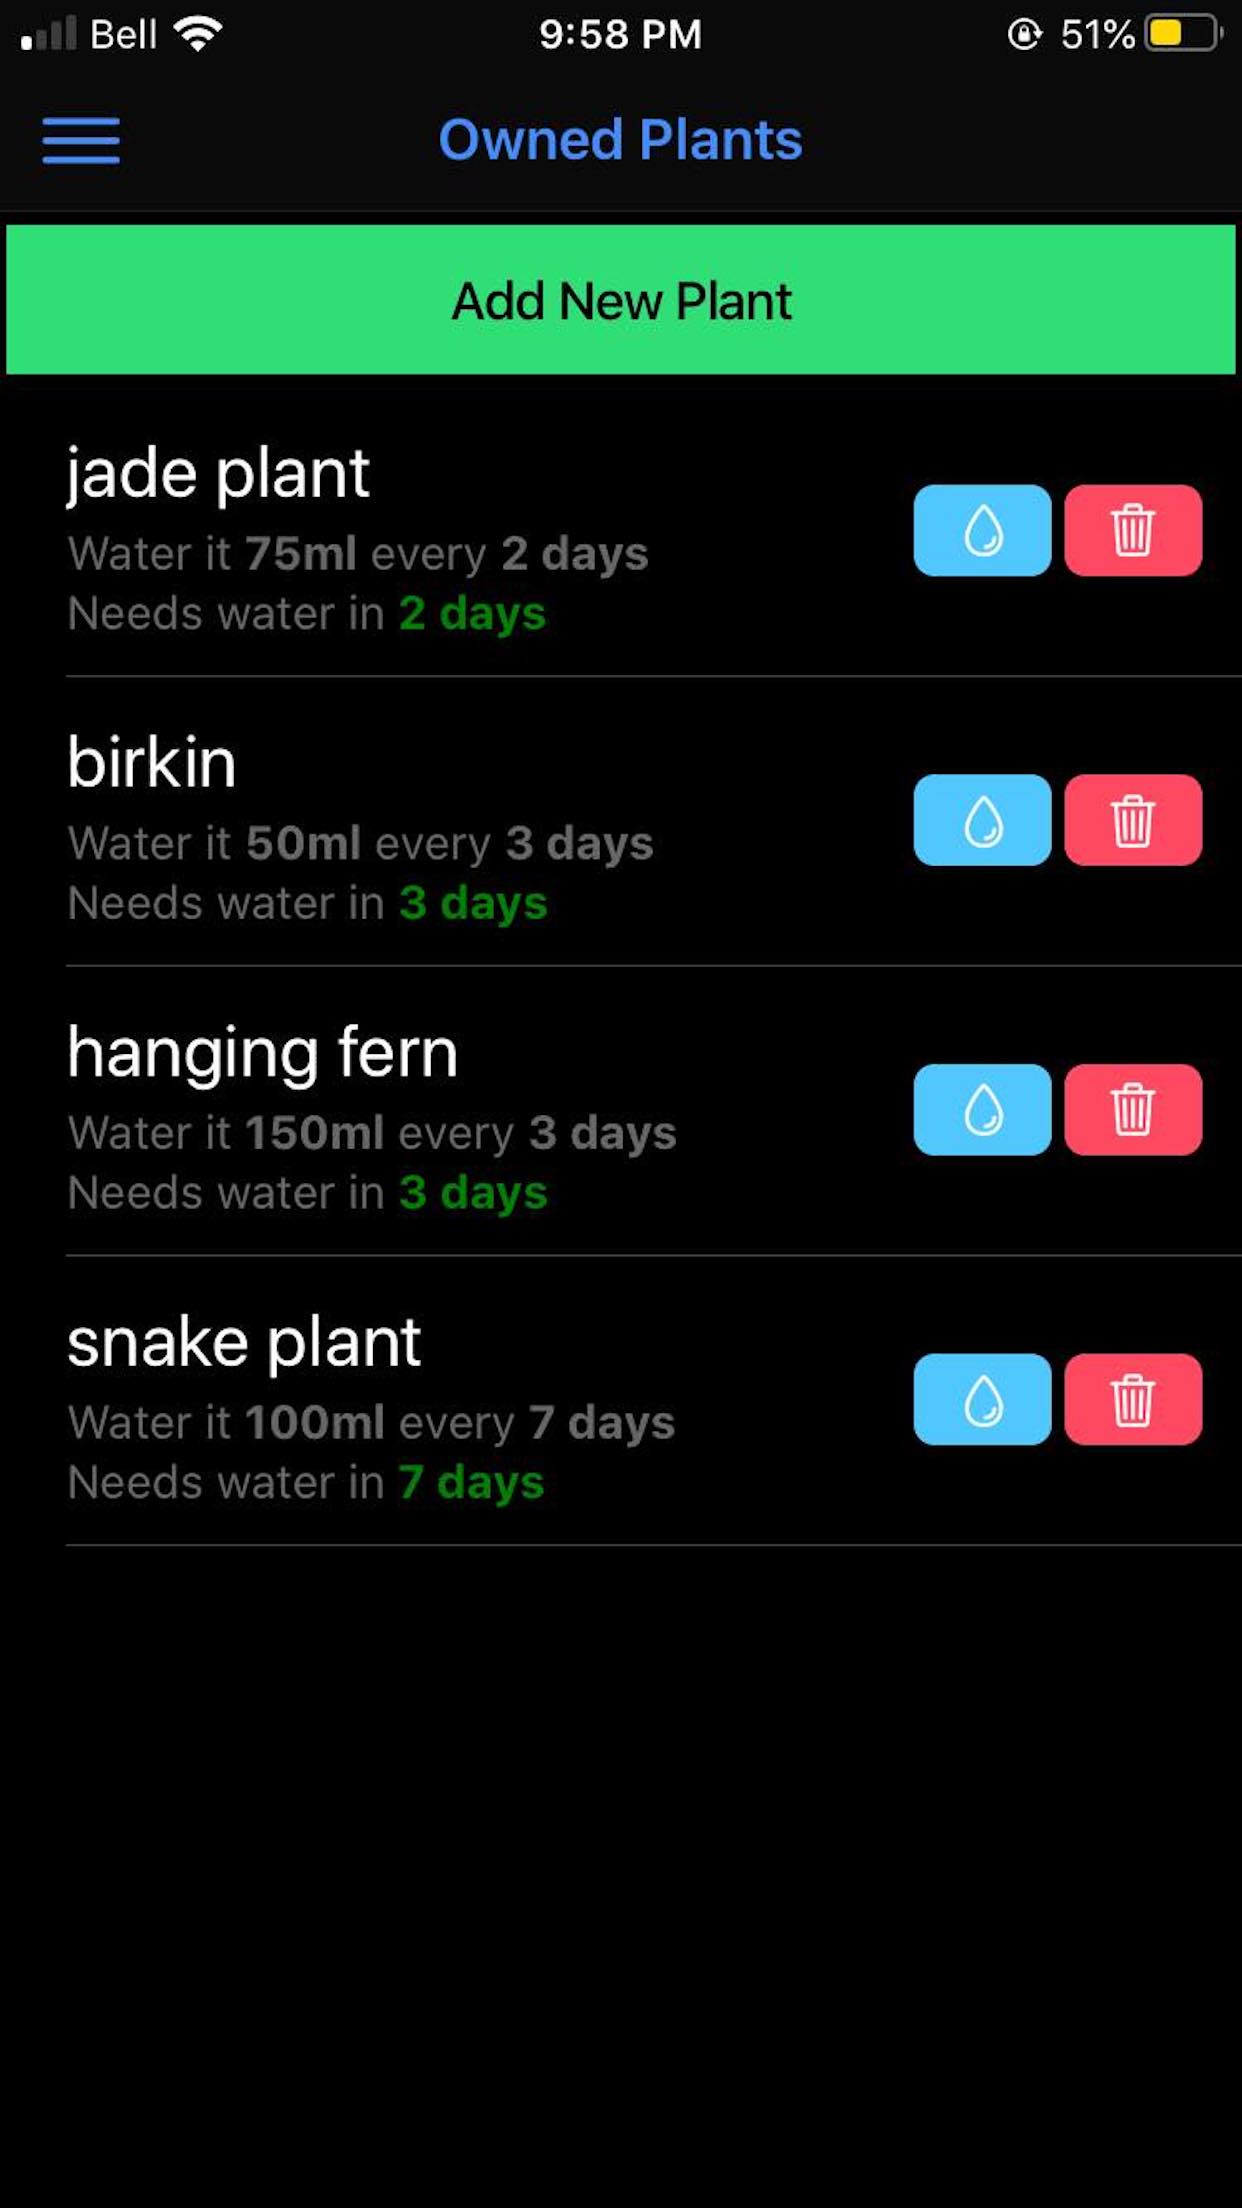 Bell 9:58 PM 51%
Owned Plants
Add New Plant
jade plant
Water it 75ml every 2 days
Needs water in 2 days
birkin
Water it 50ml every 3 days
Needs water in 3 days
hanging fern
Water it 150ml every 3 days
Needs water in 3 days
snake plant
Water it 100ml every 7 days
Needs water in 7 days